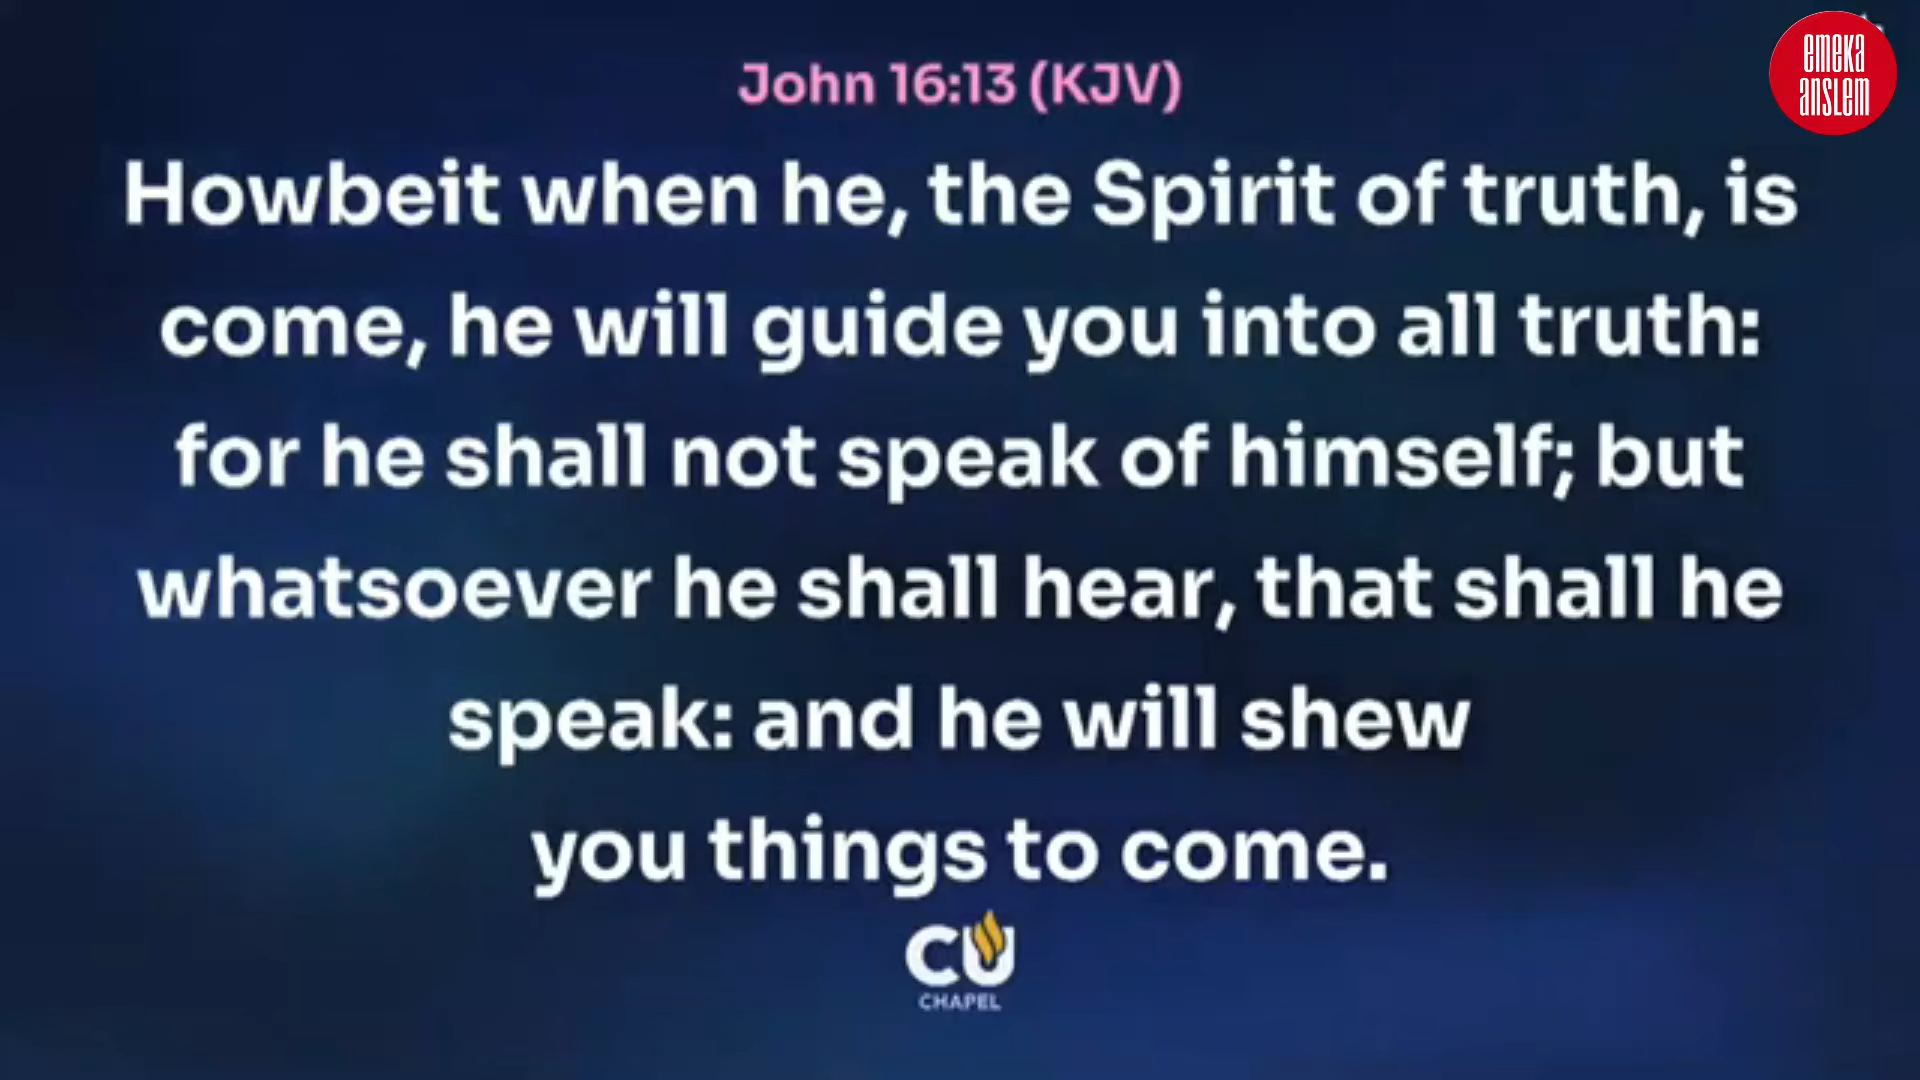 emeka
anslem
John 16:13 (KJV)
Howbeit when he, the Spirit of truth, is
come, he will guide you into all truth:
for he shall not speak of himself; but
whatsoever he shall hear, that shall he
speak: and he will shew
you things to come.
CU
CHAPEL